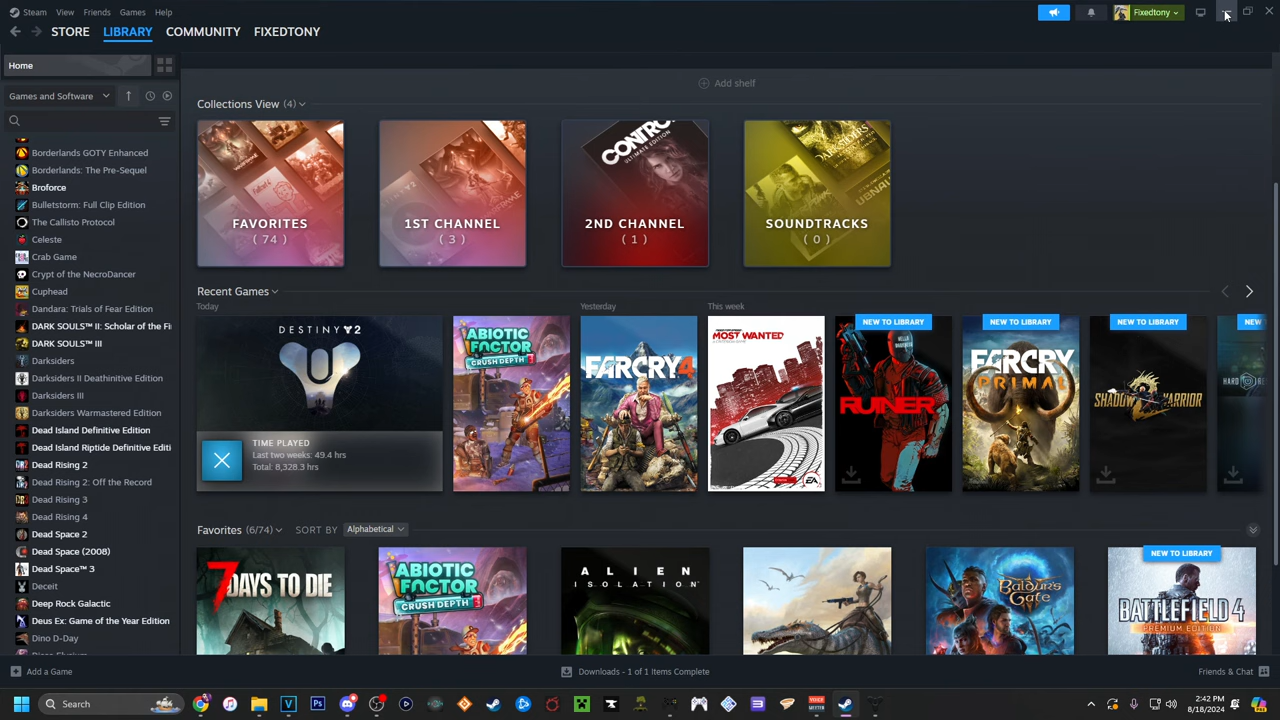 Steam View Friends Games Help
Fixedtony
STORE LIBRARY COMMUNITY FIXEDTONY
Home
Games and Software
Add shelf
Collections View (4)
FAVORITES
( 74 )
1ST CHANNEL
( 3 )
CONTROL
ULTIMATE EDITION
2ND CHANNEL
( 1 )
SOUNDTRACKS
( 0 )
Borderlands GOTY Enhanced
Borderlands: The Pre-Sequel
Broforce
Bulletstorm: Full Clip Edition
The Callisto Protocol
Celeste
Crab Game
Crypt of the NecroDancer
Cuphead
Dandara: Trials of Fear Edition
DARK SOULS™ II: Scholar of the Fi
DARK SOULS™ III
Darksiders
Darksiders II Deathinitive Edition
Darksiders III
Darksiders Warmastered Edition
Dead Island Definitive Edition
Dead Island Riptide Definitive Editi
Dead Rising 2
Dead Rising 2: Off the Record
Dead Rising 3
Dead Rising 4
Dead Space 2
Dead Space (2008)
Dead Space™ 3
Deceit
Deep Rock Galactic
Deus Ex: Game of the Year Edition
Dino D-Day
Recent Games
Today
Yesterday
This week
DESTINY 2
TIME PLAYED
Last two weeks: 49.4 hrs
Total: 8,328.3 hrs
ABIOTIC
FACTOR
CRUSH DEPTH
FARCRY 4
MOST WANTED
EA
NEW TO LIBRARY
RUINER
NEW TO LIBRARY
FARCRY
PRIMAL
NEW TO LIBRARY
SHADOW WARRIOR
2
NEW
HARD
Favorites (6/74) SORT BY Alphabetical
7 DAYS TO DIE
ABIOTIC
FACTOR
CRUSH DEPTH
ALIEN
ISOLATION
Baldur's
Gate
NEW TO LIBRARY
BATTLEFIELD 4
PREMIUM EDITION
Add a Game
Downloads - 1 of 1 Items Complete
Friends & Chat
Search
VOICE
MEETER
2:42 PM
8/18/2024